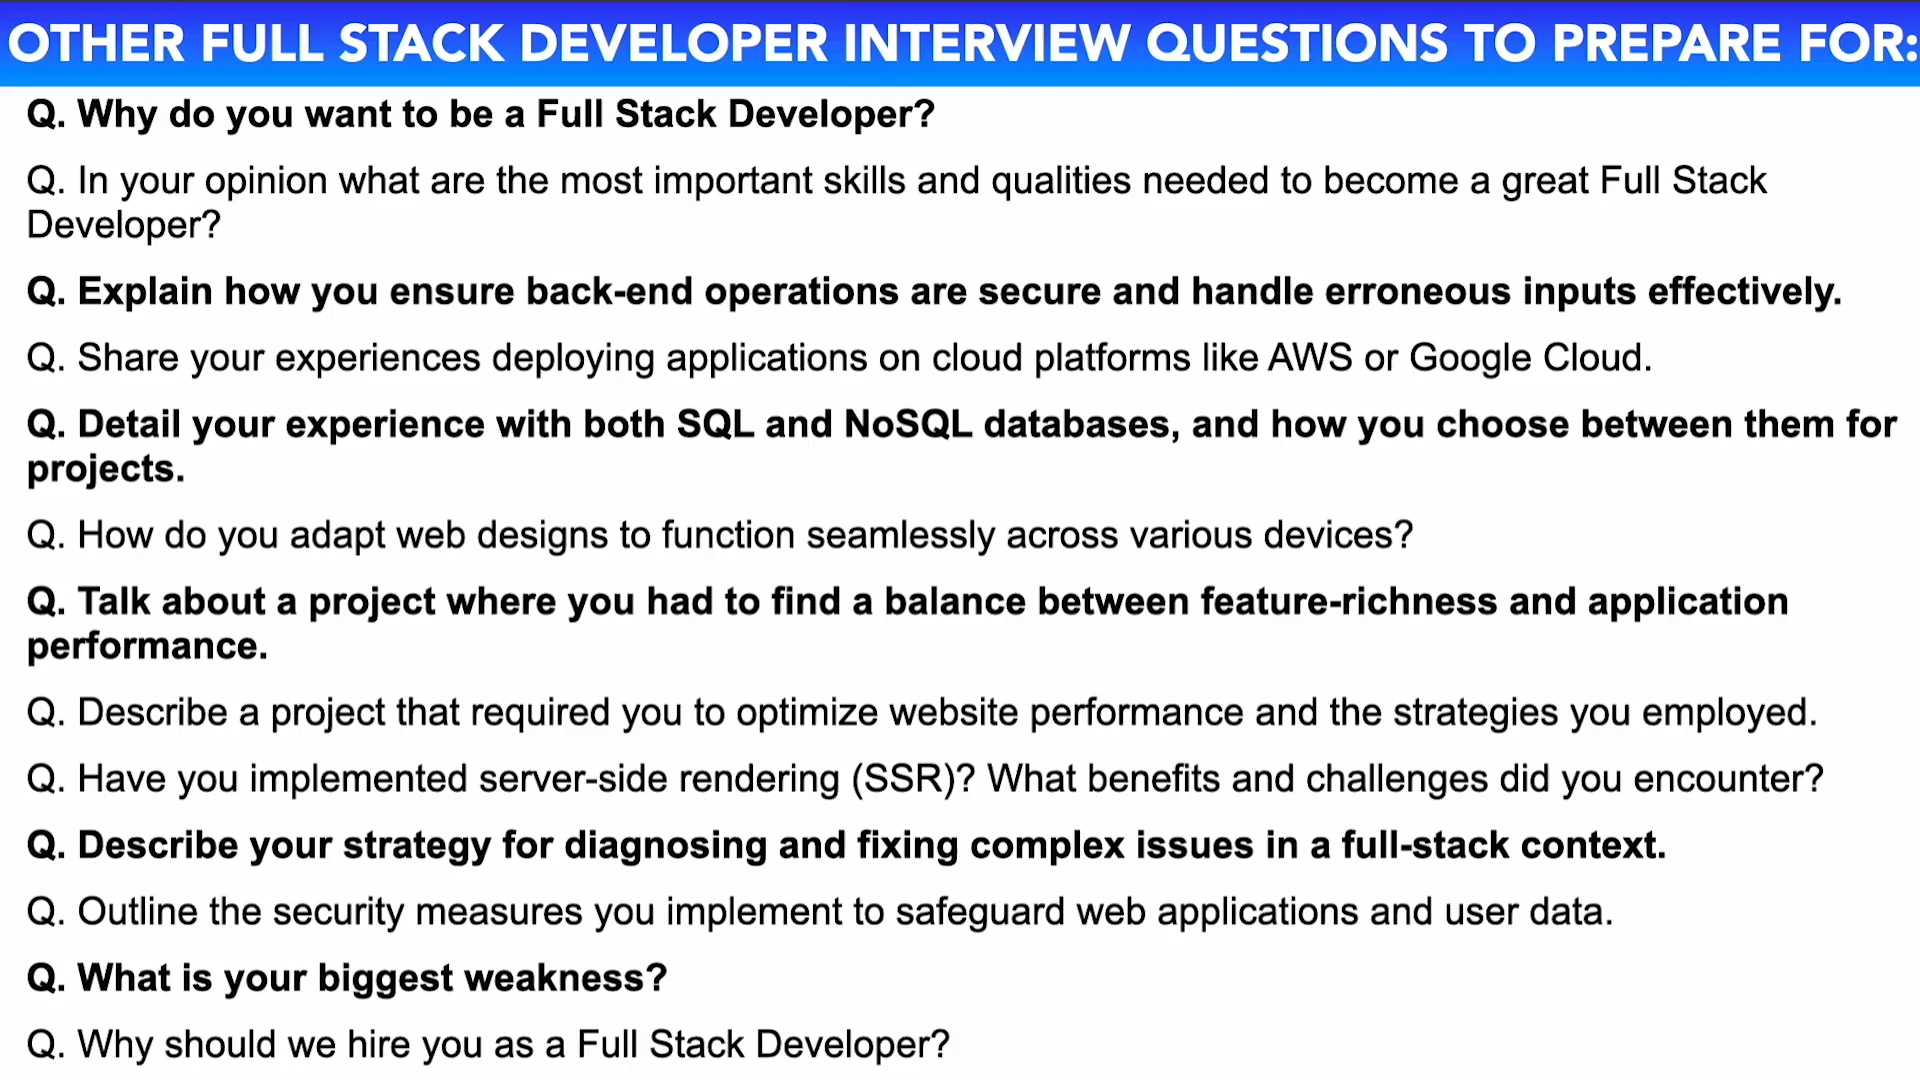 OTHER FULL STACK DEVELOPER INTERVIEW QUESTIONS TO PREPARE FOR:
Q. Why do you want to be a Full Stack Developer?
Q. In your opinion what are the most important skills and qualities needed to become a great Full Stack
Developer?
Q. Explain how you ensure back-end operations are secure and handle erroneous inputs effectively.
Q. Share your experiences deploying applications on cloud platforms like AWS or Google Cloud.
Q. Detail your experience with both SQL and NoSQL databases, and how you choose between them for
projects.
Q. How do you adapt web designs to function seamlessly across various devices?
Q. Talk about a project where you had to find a balance between feature-richness and application
performance.
Q. Describe a project that required you to optimize website performance and the strategies you employed.
Q. Have you implemented server-side rendering (SSR)? What benefits and challenges did you encounter?
Q. Describe your strategy for diagnosing and fixing complex issues in a full-stack context.
Q. Outline the security measures you implement to safeguard web applications and user data.
Q. What is your biggest weakness?
Q. Why should we hire you as a Full Stack Developer?